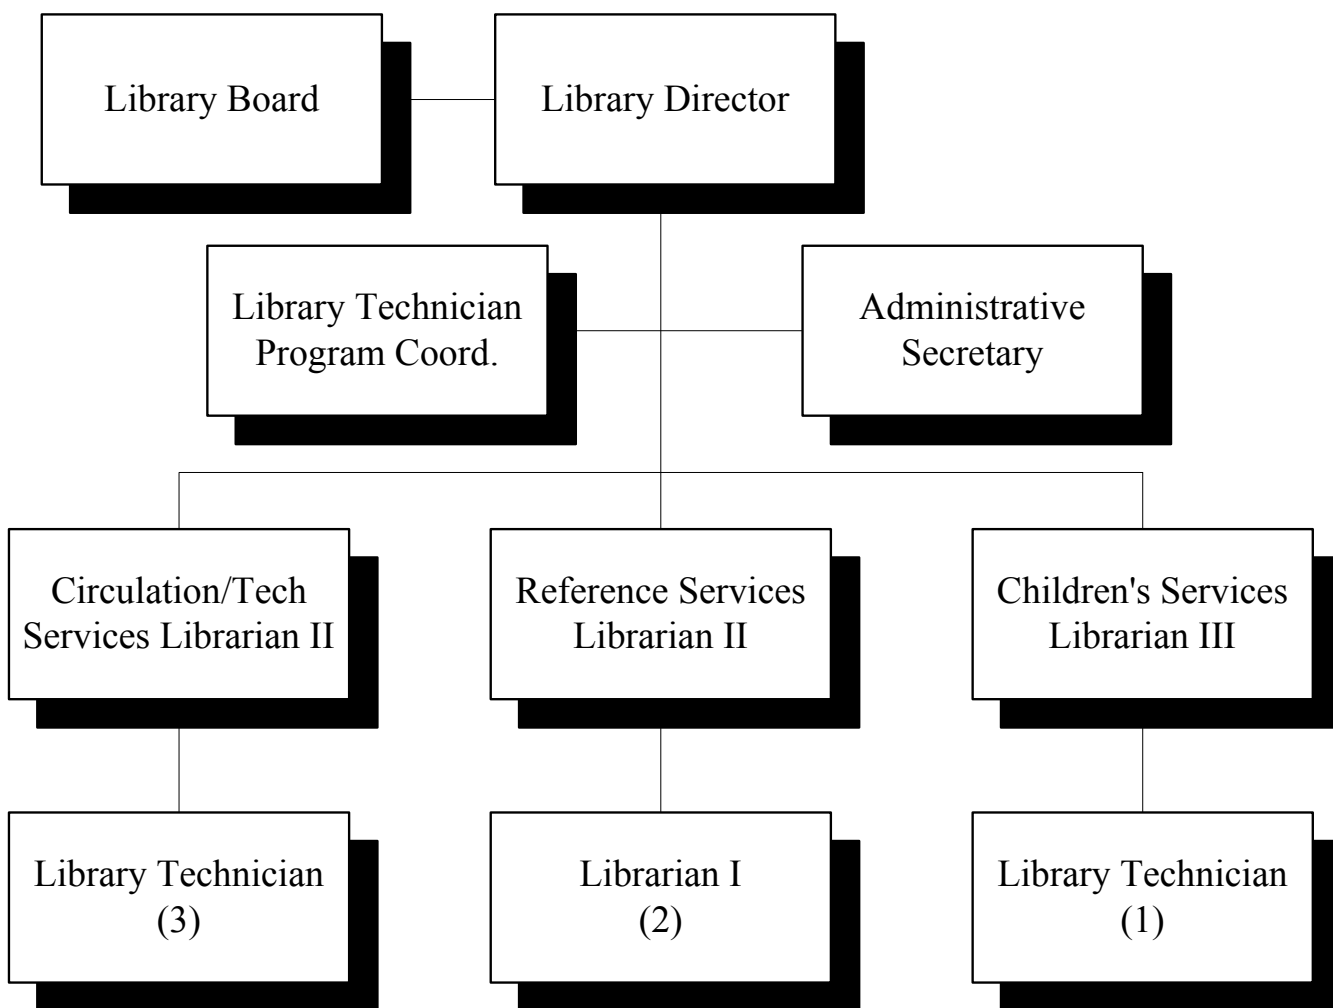 Library Board
Library Director
Library Technician
Program Coord.
Administrative
Secretary
Circulation/Tech
Services Librarian II
Reference Services
Librarian II
Children's Services
Librarian III
Library Technician
(3)
Librarian I
(2)
Library Technician
(1)